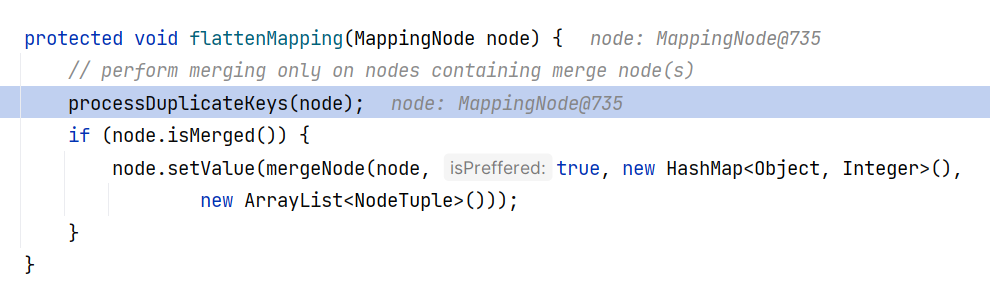 protected void flattenMapping(MappingNode node) { node: MappingNode@735
// perform merging only on nodes containing merge node(s)
processDuplicateKeys(node); node: MappingNode@735
if (node.isMerged()) {
node.setValue(mergeNode(node, isPreffered: true, new HashMap<Object, Integer>(),
new ArrayList<NodeTuple>()));
}
}